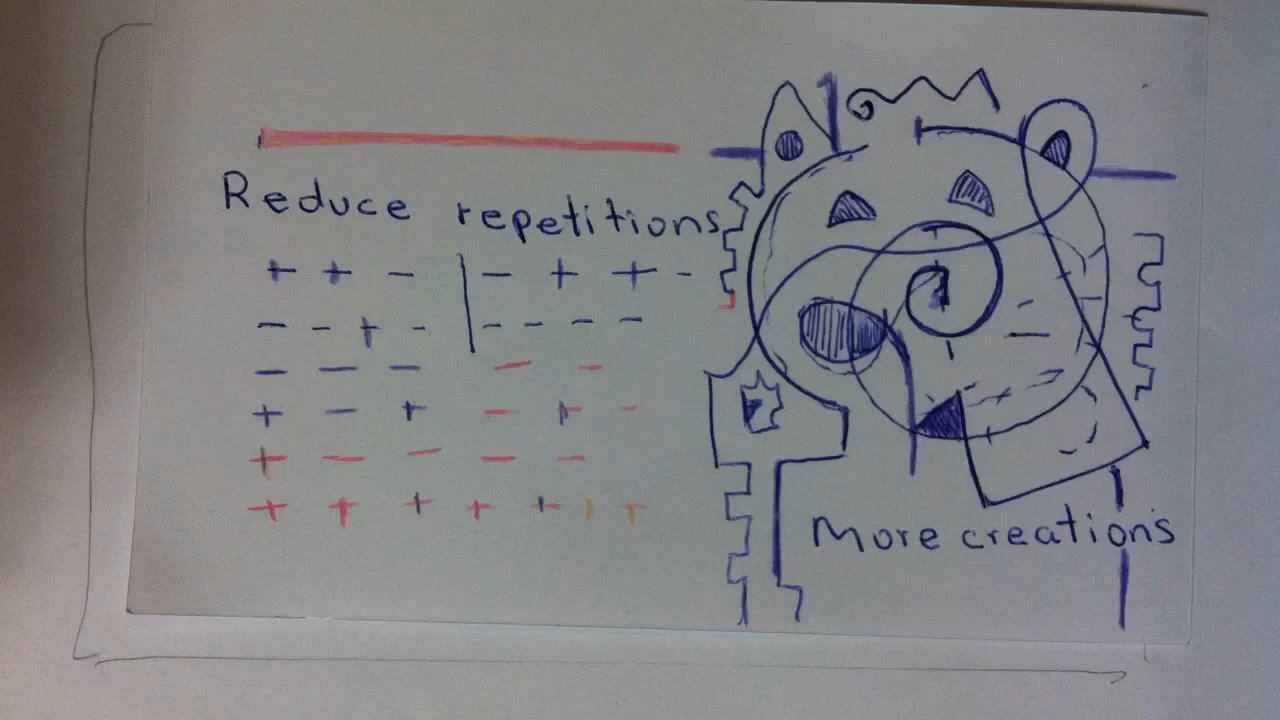 Reduce repetitions
+ + - | - + + -
- - + - | - - - -
- - - - -
+ - + - + -
+ - - - -
+ + + + + | +
More creations